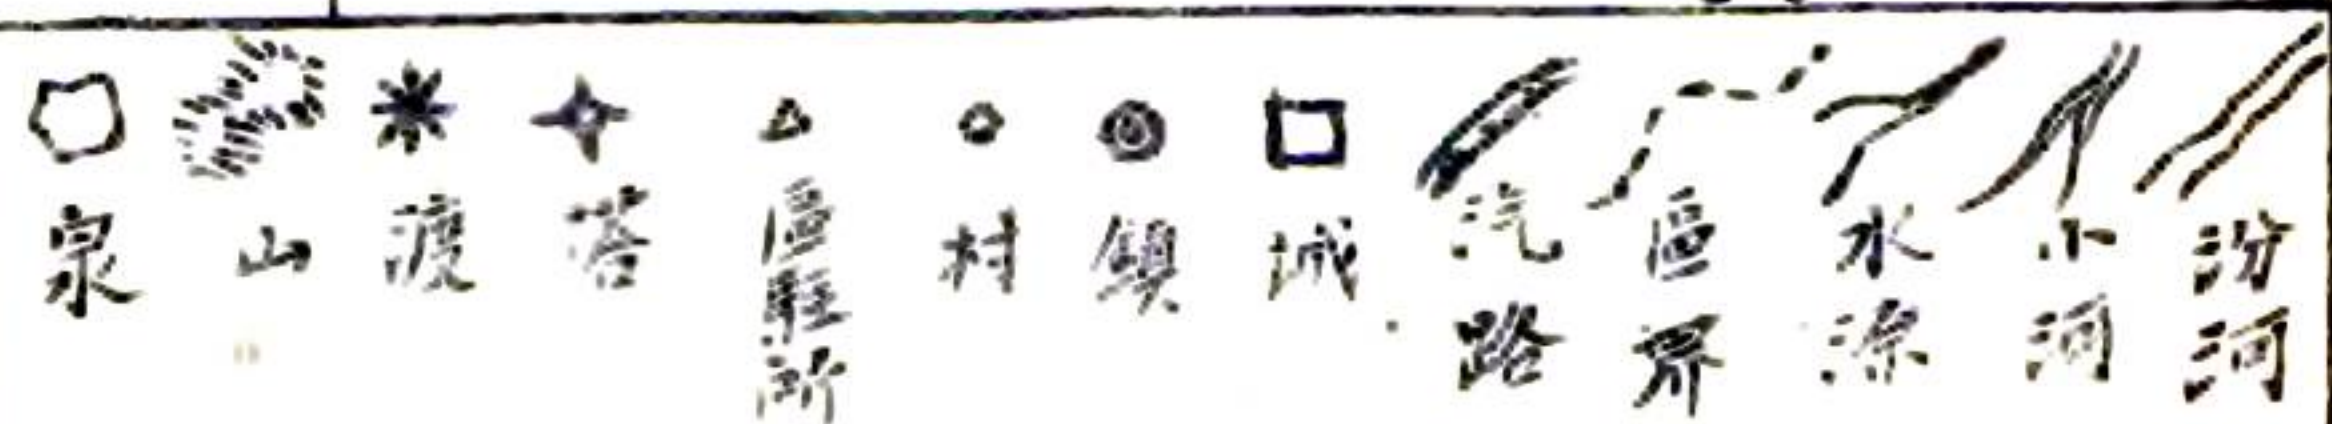 汾河
小河
水源
區界
汽路
城
鎮
村
區駐所
塔
渡
山
泉